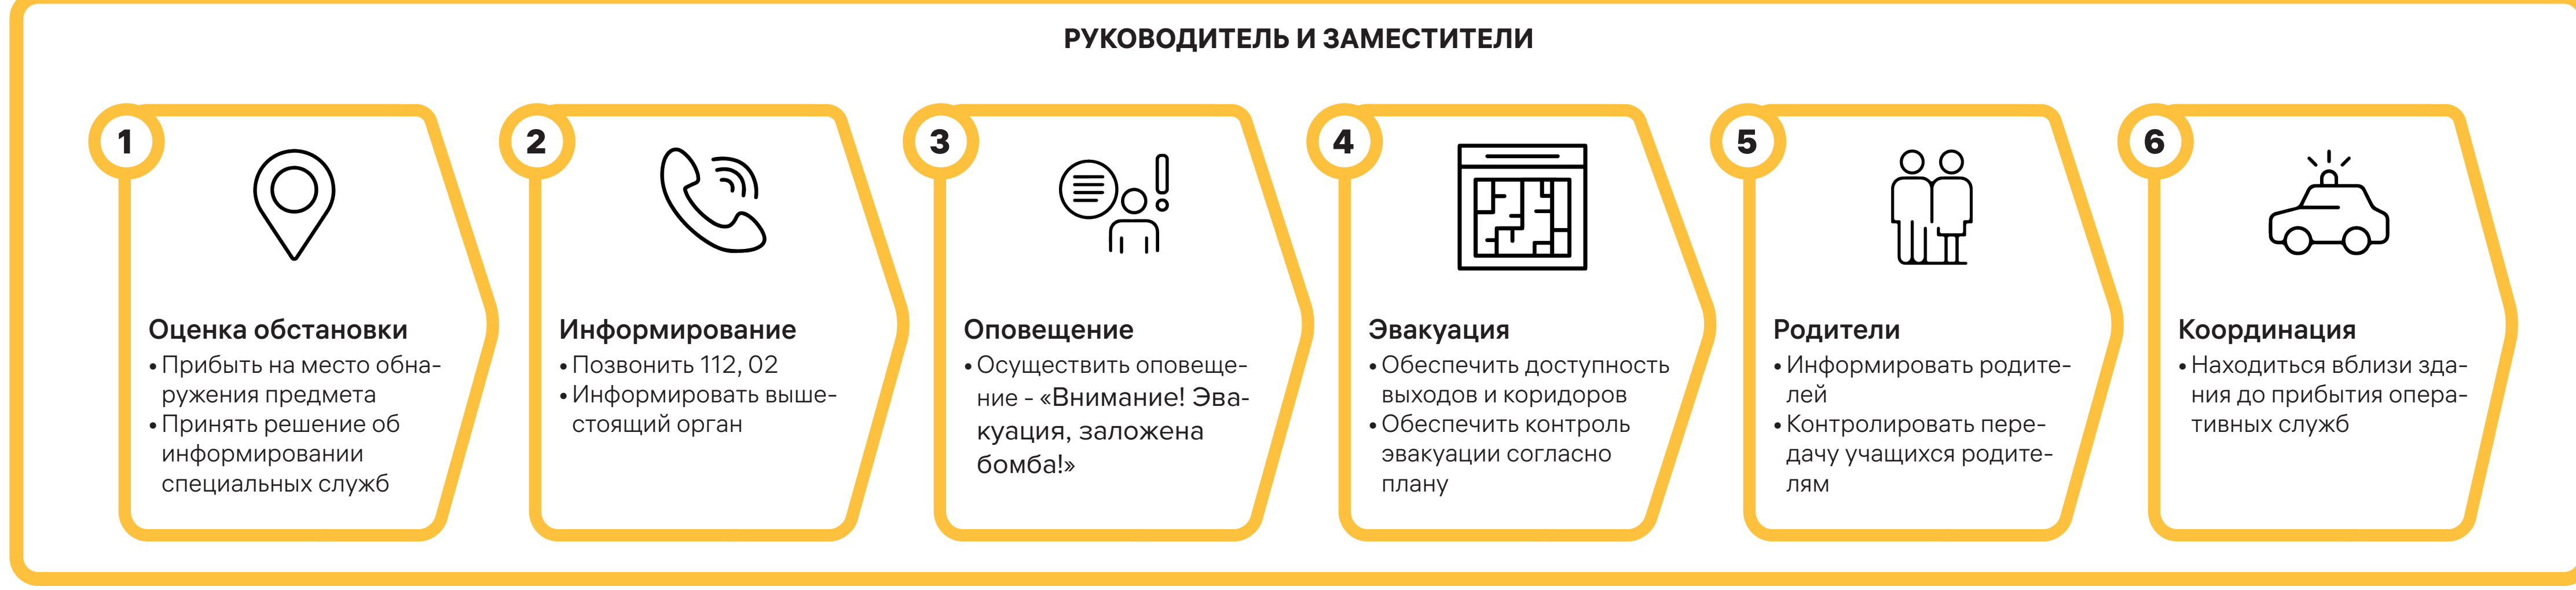 РУКОВОДИТЕЛЬ И ЗАМЕСТИТЕЛИ
1
Оценка обстановки
• Прибыть на место обна-
ружения предмета
• Принять решение об
информировании
специальных служб
2
Информирование
• Позвонить 112, 02
• Информировать выше-
стоящий орган
3
Оповещение
• Осуществить оповеще-
ние - «Внимание! Эва-
куация, заложена
бомба!»
4
Эвакуация
• Обеспечить доступность
выходов и коридоров
• Обеспечить контроль
эвакуации согласно
плану
5
Родители
• Информировать родите-
лей
• Контролировать пере-
дачу учащихся родите-
лям
6
Координация
• Находиться вблизи зда-
ния до прибытия опера-
тивных служб